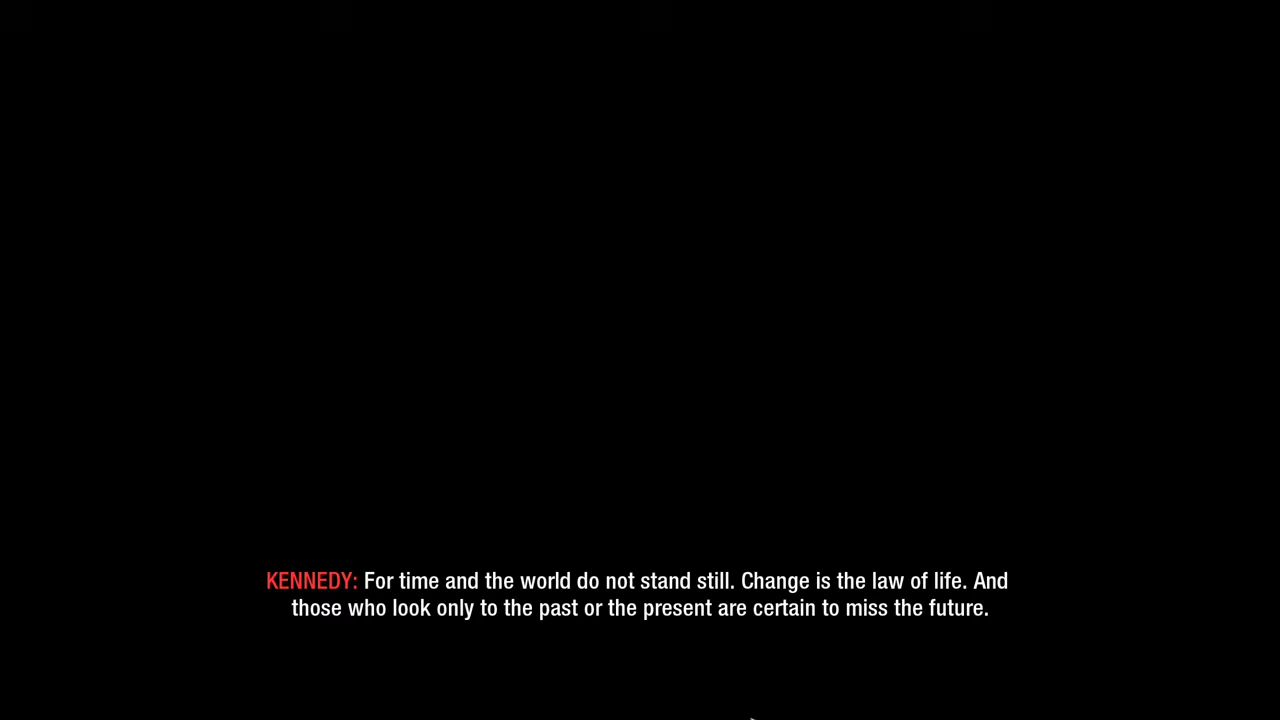 KENNEDY: For time and the world do not stand still. Change is the law of life. And
those who look only to the past or the present are certain to miss the future.